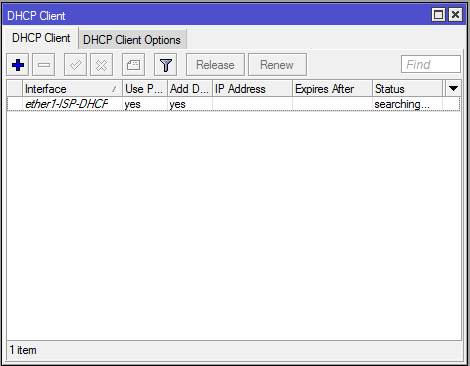 DHCP Client
DHCP Client DHCP Client Options
Release Renew Find
Interface Use P... Add D... IP Address Expires After Status
ether1-ISP-DHCP yes yes searching...
1 item